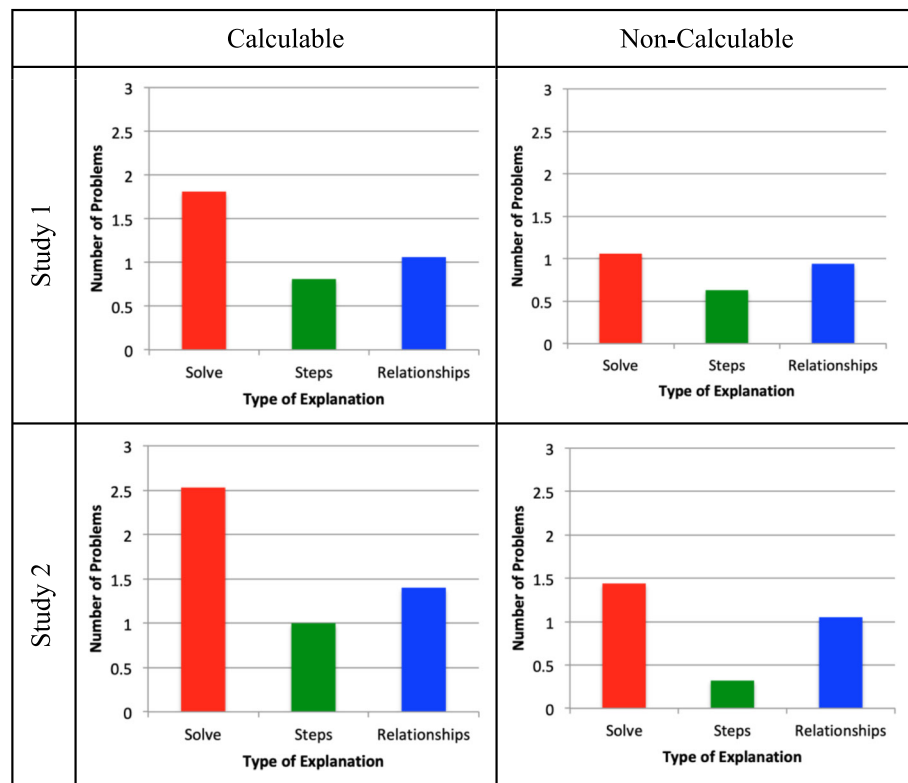 Calculable
Non-Calculable
Study 1
Number of Problems
3
2.5
2
1.5
1
0.5
0
Solve
Steps
Relationships
Type of Explanation
Number of Problems
3
2.5
2
1.5
1
0.5
0
Solve
Steps
Relationships
Type of Explanation
Study 2
Number of Problems
3
2.5
2
1.5
1
0.5
0
Solve
Steps
Relationships
Type of Explanation
Number of Problems
3
2.5
2
1.5
1
0.5
0
Solve
Steps
Relationships
Type of Explanation